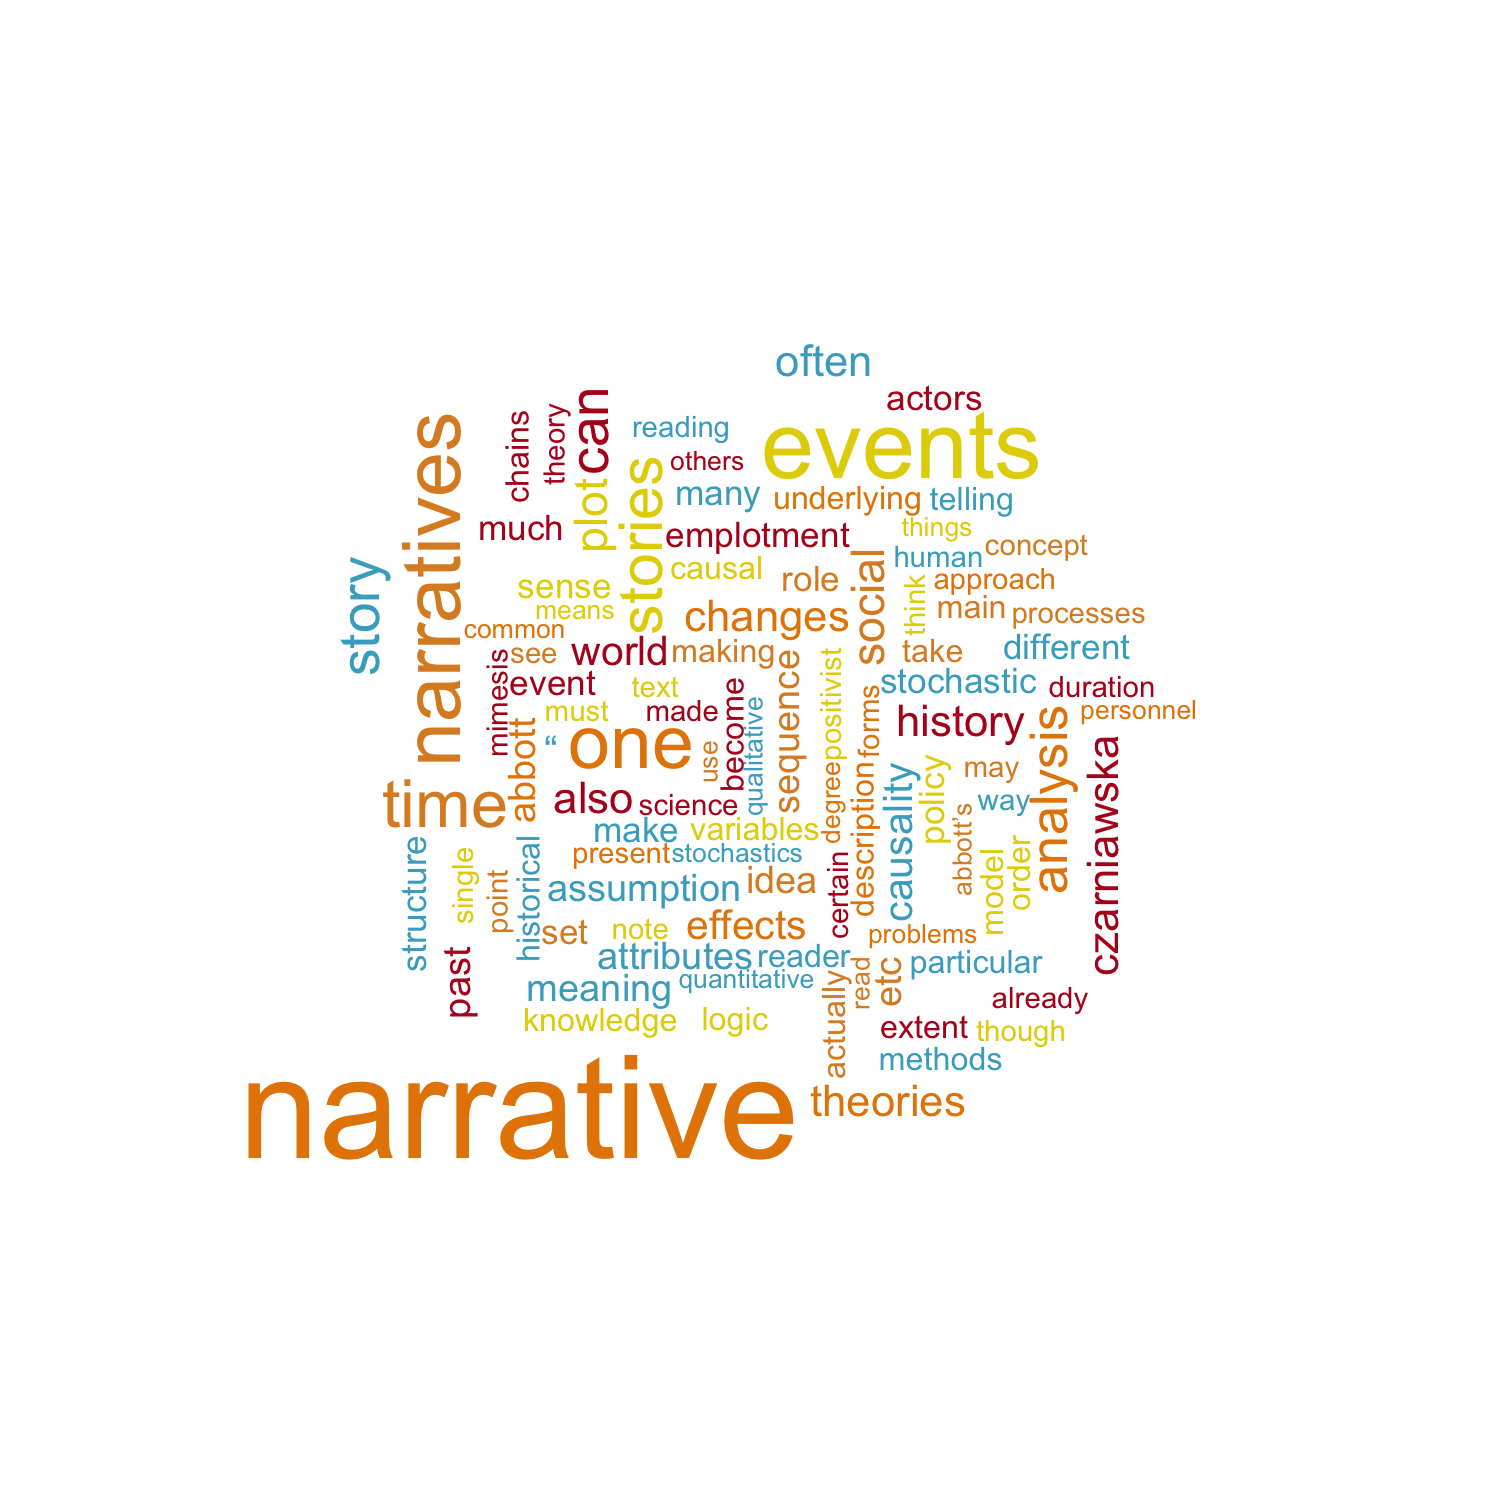 often
actors
narratives
chains
theory
can
reading
events
others
stories
plot
many
underlying
telling
much
emplotment
things
human
concept
story
causal
role
social
approach
sense
means
think
main
processes
changes
common
see
world
making
take
different
mimesis
event
text
sequence
positivist
stochastic
duration
must
made
become
qualitative
forms
history
personnel
analysis
abbott
“
one
use
czarniawska
time
also
science
degree
description
causality
policy
may
way
make
variables
abbott’s
structure
single
point
historical
present
stochastics
certain
model
order
assumption
idea
set
note
effects
problems
past
attributes
reader
read
etc
particular
meaning
quantitative
actually
already
knowledge
logic
extent
though
methods
narrative
theories